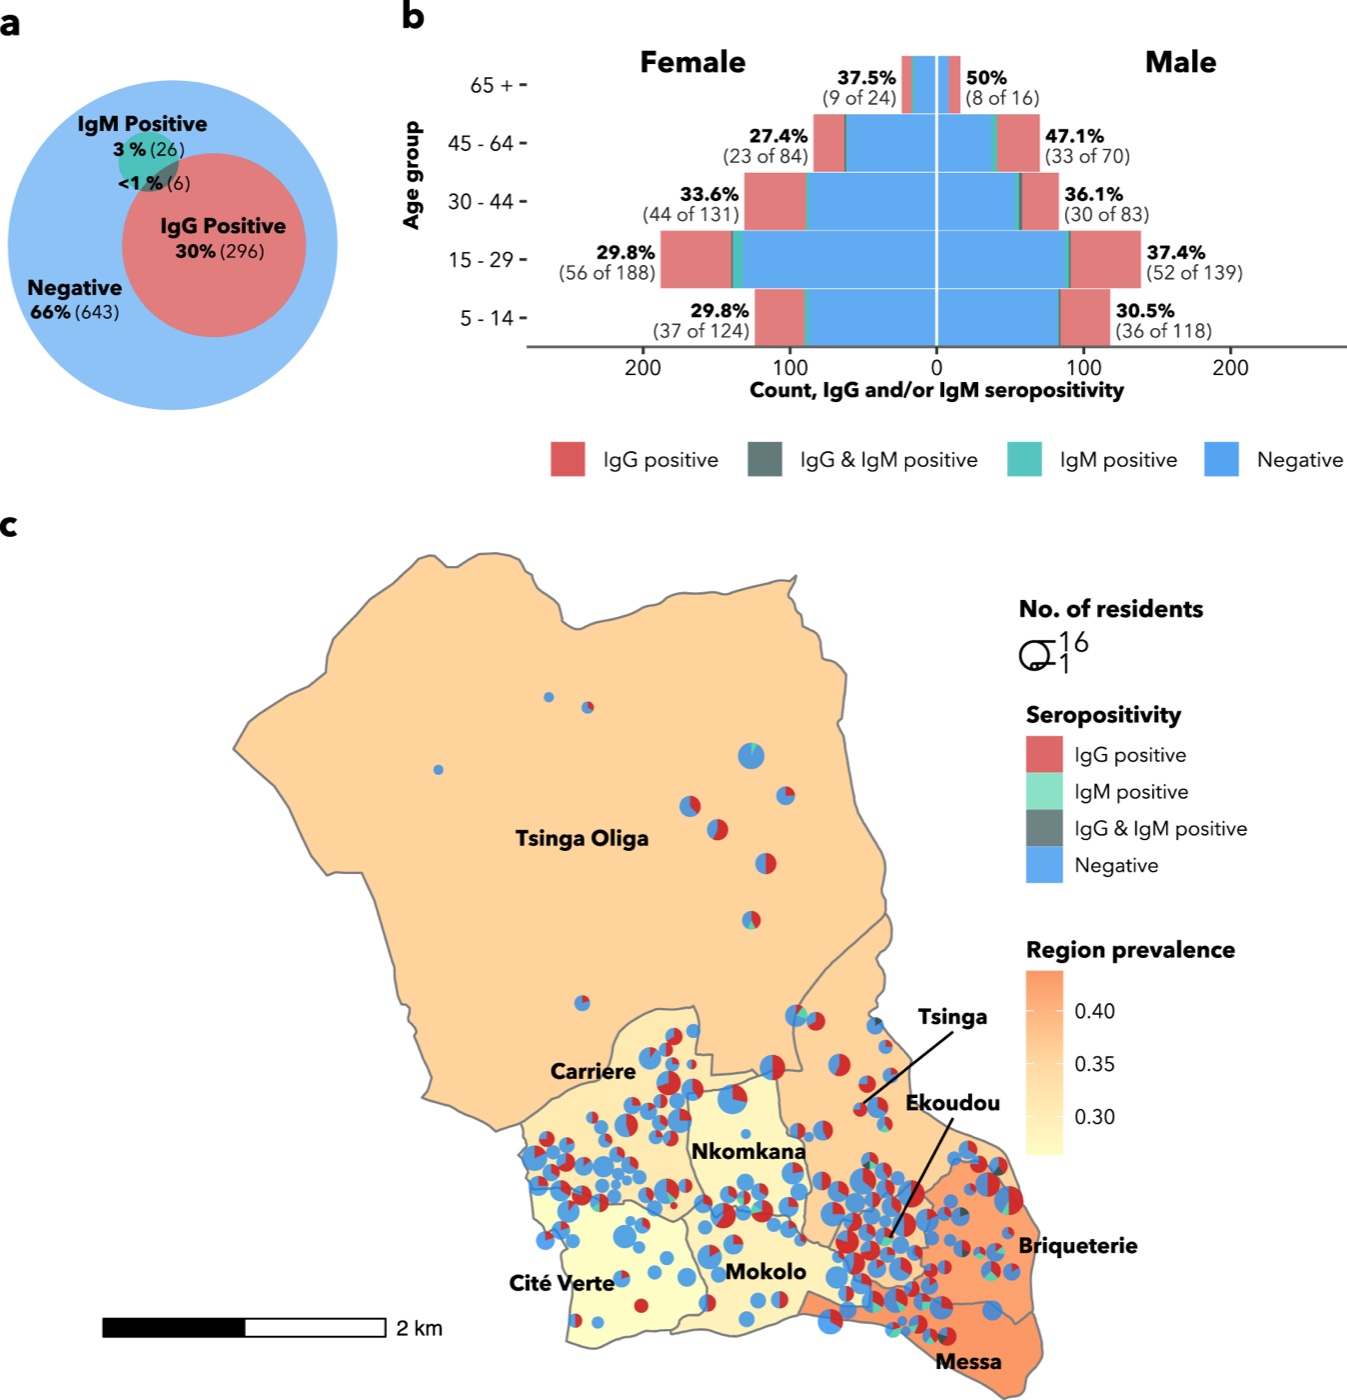 a
IgM Positive
3 % (26)
<1 % (6)
IgG Positive
30% (296)
Negative
66% (643)
b
Female
Male
Age group
65 +
37.5%
(9 of 24)
50%
(8 of 16)
45 - 64
27.4%
(23 of 84)
47.1%
(33 of 70)
30 - 44
33.6%
(44 of 131)
36.1%
(30 of 83)
15 - 29
29.8%
(56 of 188)
37.4%
(52 of 139)
5 - 14
29.8%
(37 of 124)
30.5%
(36 of 118)
200 100 0 100 200
Count, IgG and/or IgM seropositivity
IgG positive
IgG & IgM positive
IgM positive
Negative
c
No. of residents
16
1
Seropositivity
IgG positive
IgM positive
IgG & IgM positive
Negative
Region prevalence
0.40
0.35
0.30
Tsinga Oliga
Tsinga
Carriere
Ekoudou
Nkomkana
Briqueterie
Cité Verte
Mokolo
Messa
2 km